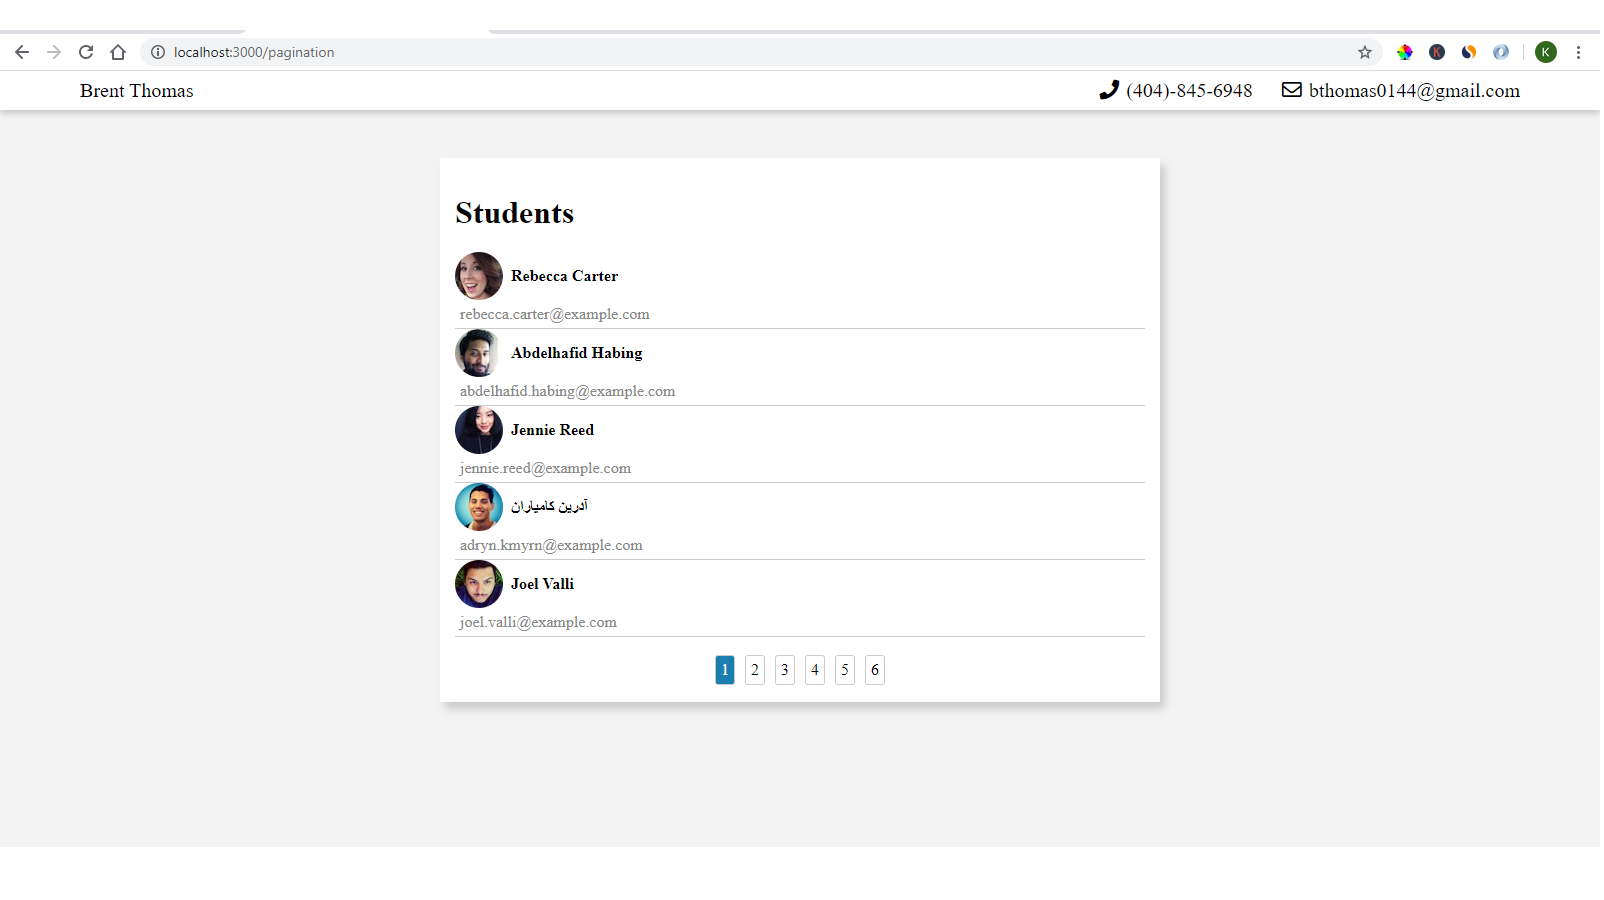 localhost:3000/pagination
K
K
Brent Thomas
(404)-845-6948
bthomas0144@gmail.com
Students
Rebecca Carter
rebecca.carter@example.com
Abdelhafid Habing
abdelhafid.habing@example.com
Jennie Reed
jennie.reed@example.com
آدرین کامیاران
adryn.kmyrn@example.com
Joel Valli
joel.valli@example.com
1 2 3 4 5 6